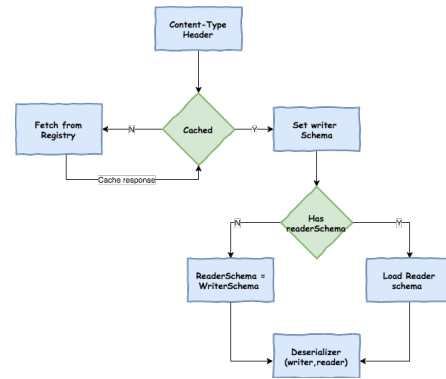 Content-Type
Header
Fetch from
Registry
N
Cached
Y
Set writer
Schema
Cache response
Has
readerSchema
N
Y
ReaderSchema =
WriterSchema
Load Reader
schema
Deserializer
(writer,reader)